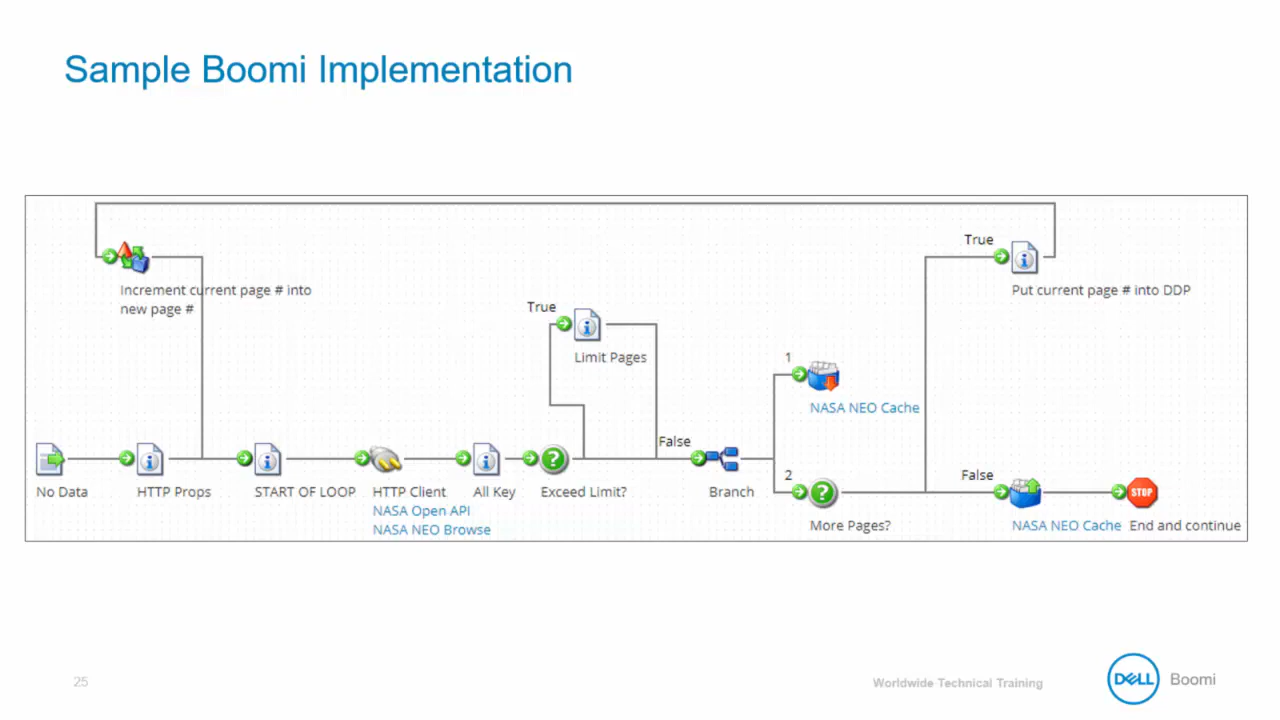 Sample Boomi Implementation
True
Increment current page # into
new page #
Put current page # into DDP
True
Limit Pages
1
NASA NEO Cache
False
2
False
No Data
HTTP Props
START OF LOOP
HTTP Client
NASA Open API
NASA NEO Browse
All Key
Exceed Limit?
Branch
More Pages?
NASA NEO Cache
STOP
End and continue
25
Worldwide Technical Training
DELL
Boomi